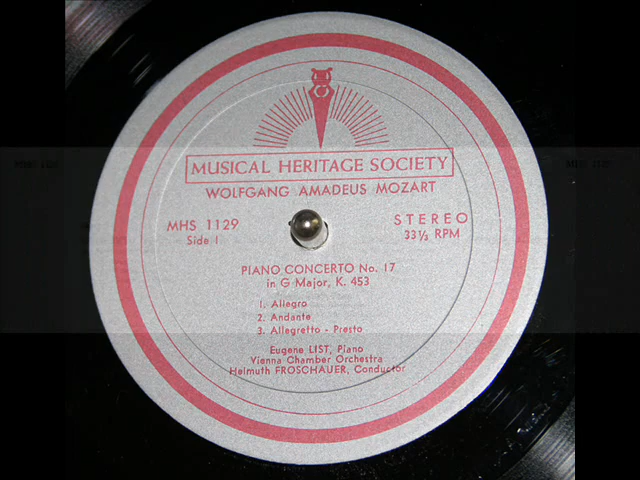 MUSICAL HERITAGE SOCIETY
WOLFGANG AMADEUS MOZART
MHS 1129
Side I
STEREO
33⅓ RPM
PIANO CONCERTO No. 17
in G Major, K. 453
1. Allegro
2. Andante
3. Allegretto - Presto
Eugene LIST, Piano
Vienna Chamber Orchestra
Helmuth FROSCHAUER, Conductor